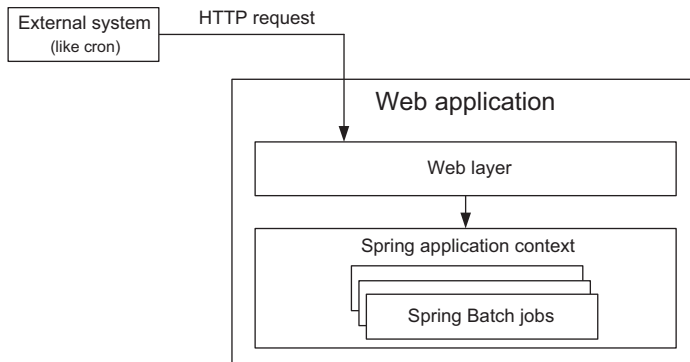 External system
(like cron)
HTTP request
Web application
Web layer
Spring application context
Spring Batch jobs